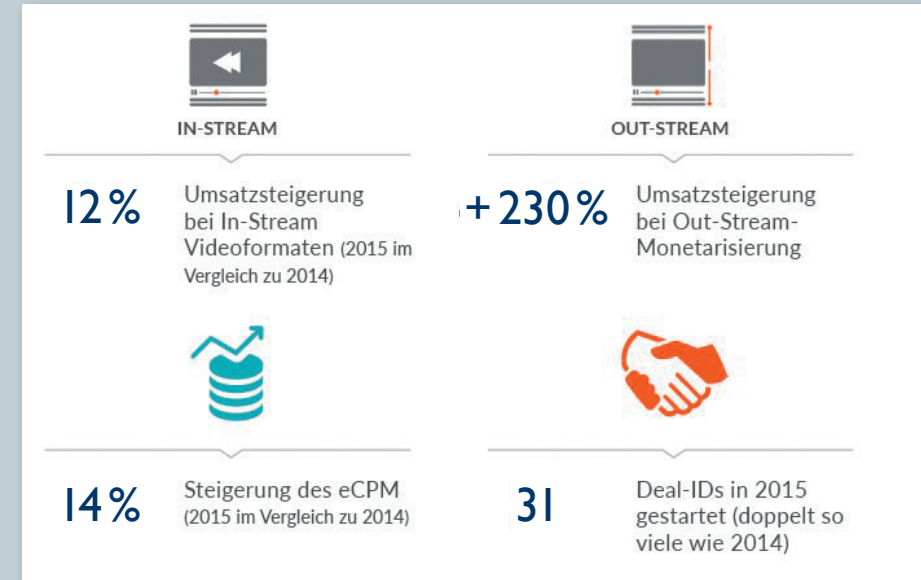 IN-STREAM
12%
Umsatzsteigerung
bei In-Stream
Videoformaten (2015 im
Vergleich zu 2014)
OUT-STREAM
+230%
Umsatzsteigerung
bei Out-Stream-
Monetarisierung
14%
Steigerung des eCPM
(2015 im Vergleich zu 2014)
31
Deal-IDs in 2015
gestartet (doppelt so
viele wie 2014)